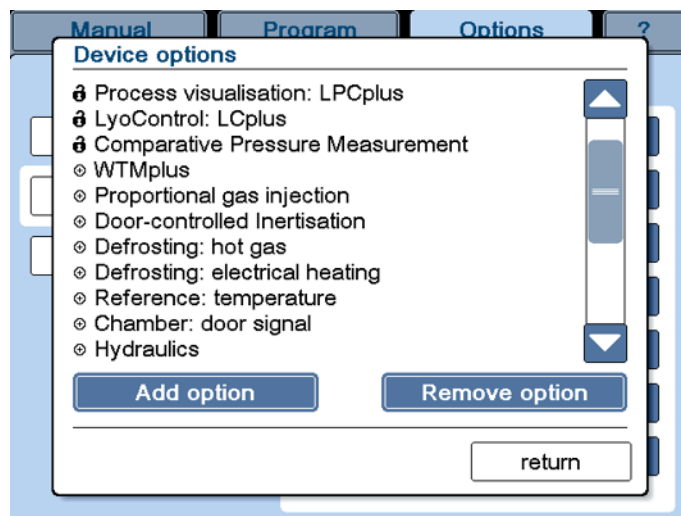 Manual Program Options ?
Device options
Process visualisation: LPCplus
LyoControl: LCplus
Comparative Pressure Measurement
WTMplus
Proportional gas injection
Door-controlled Inertisation
Defrosting: hot gas
Defrosting: electrical heating
Reference: temperature
Chamber: door signal
Hydraulics
Add option Remove option
return